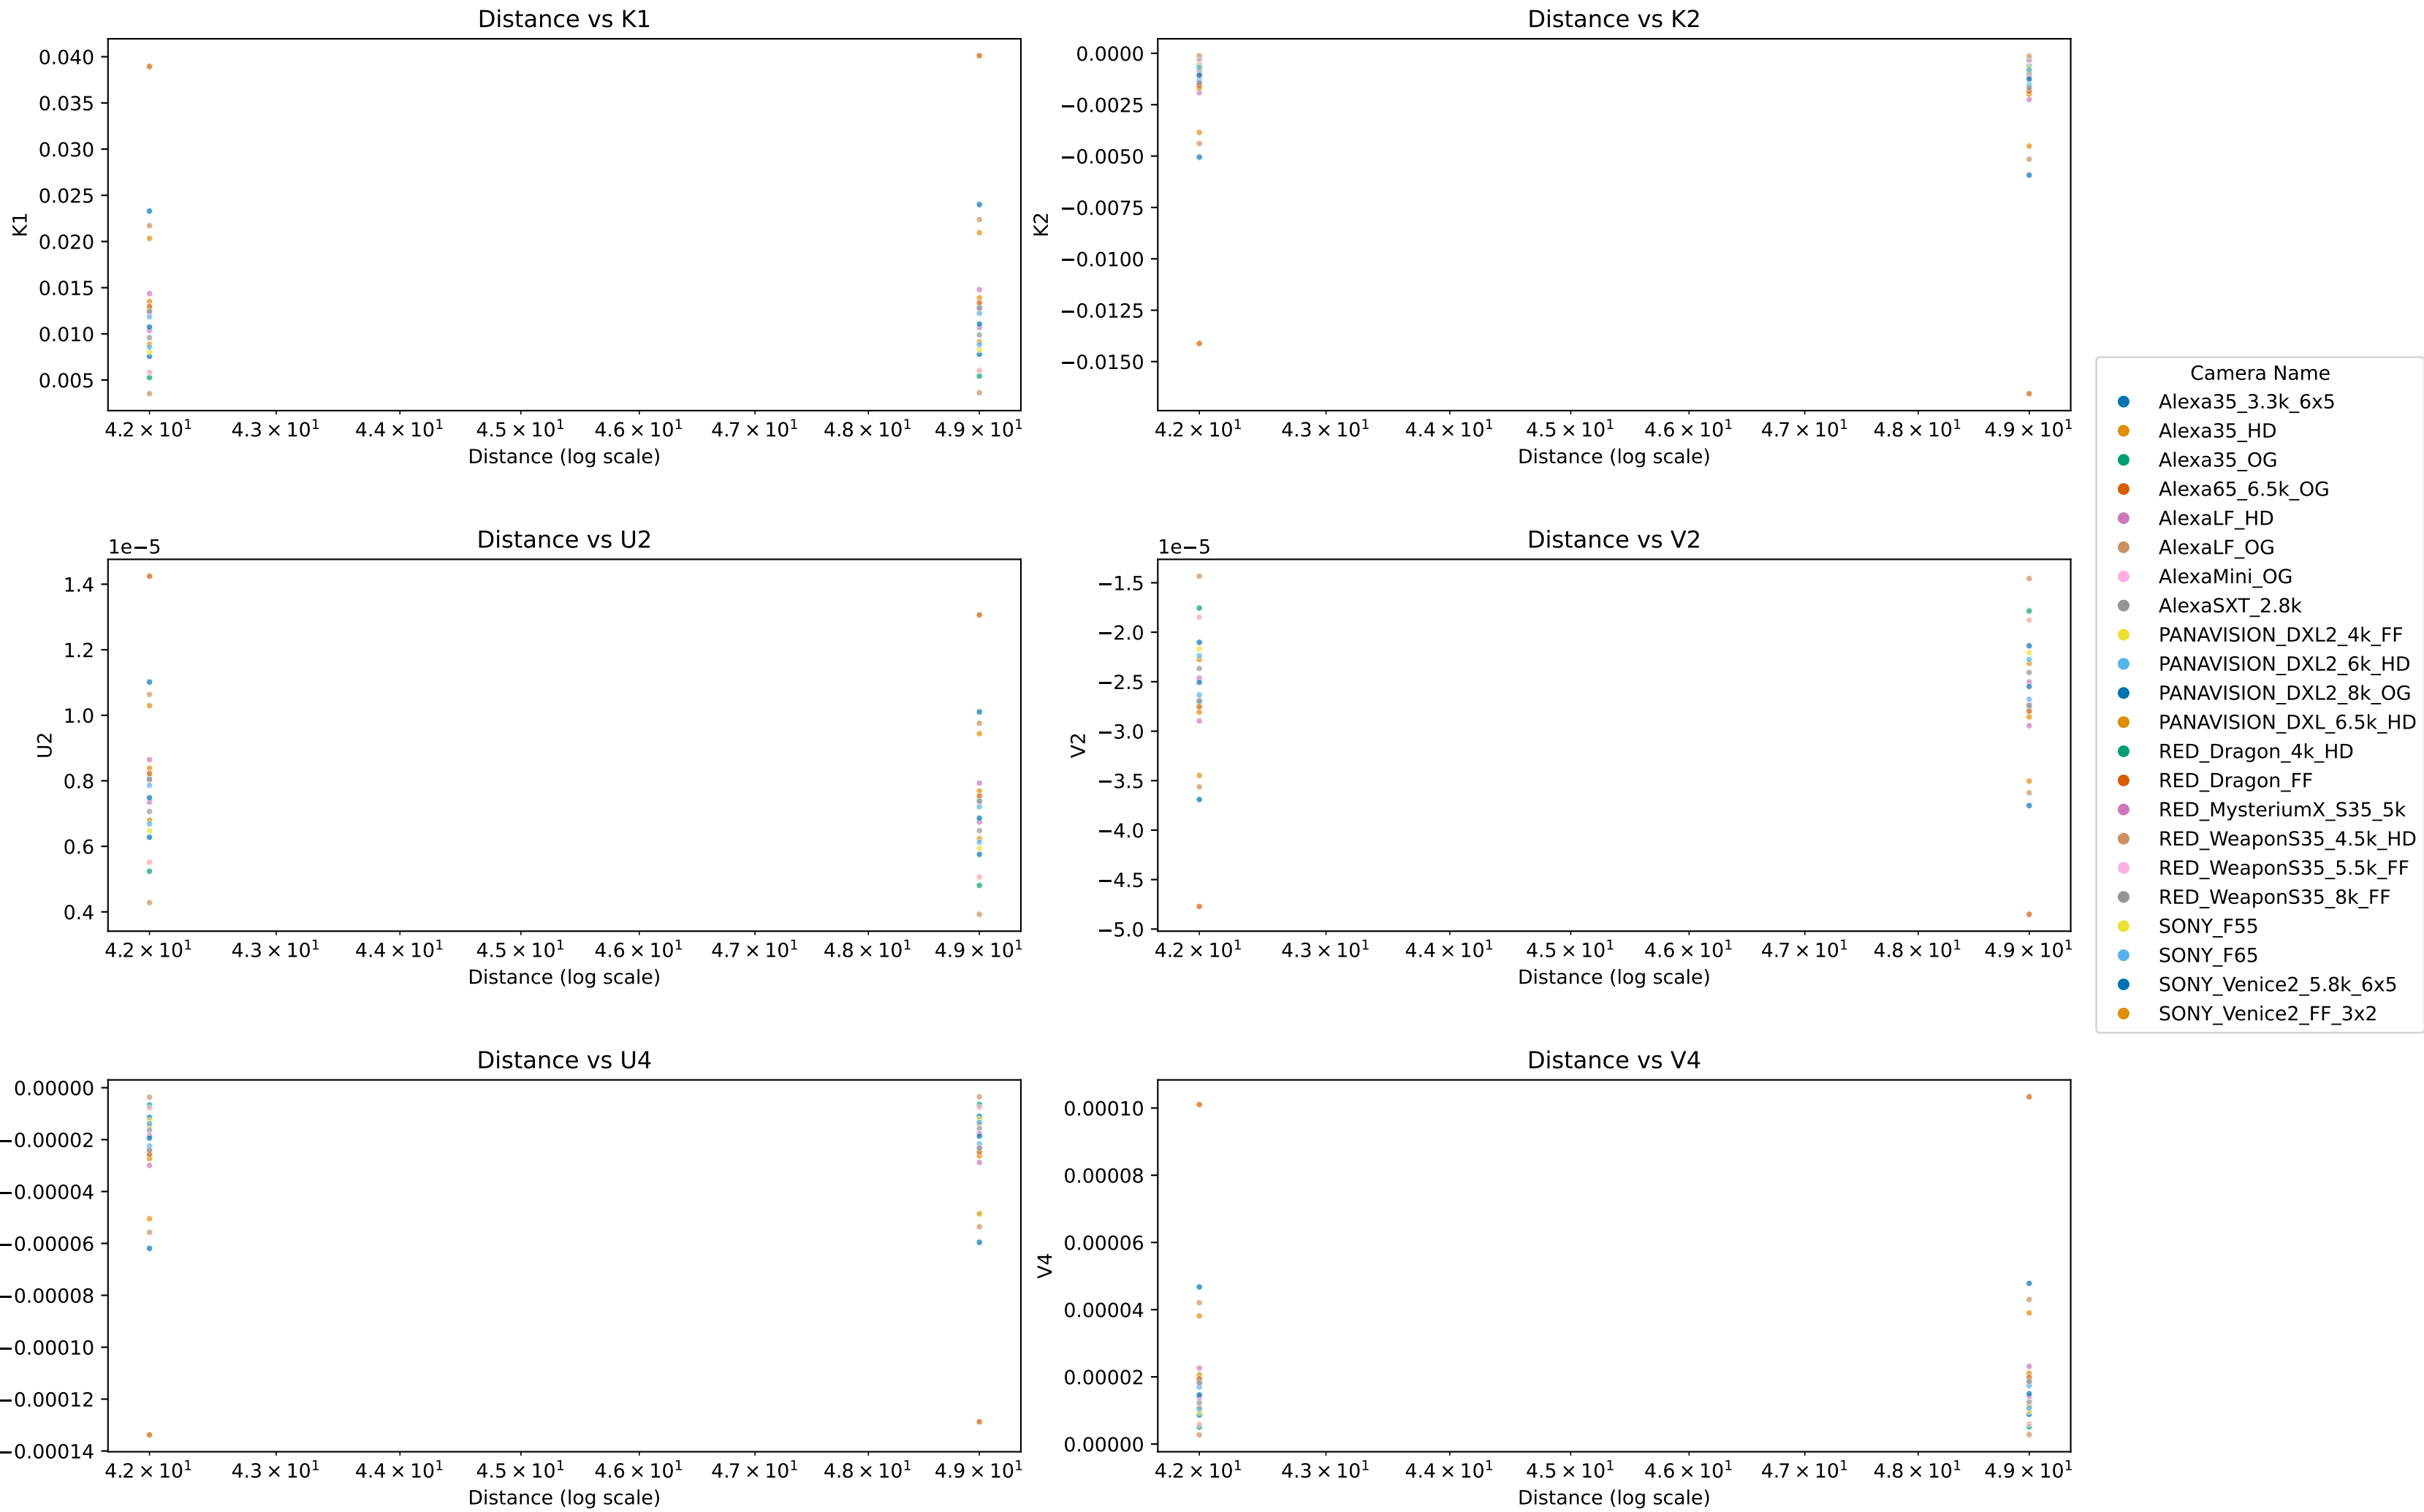 Distance vs K1
0.040
0.035
0.030
0.025
0.020
0.015
0.010
0.005
K1
4.2×10¹ 4.3×10¹ 4.4×10¹ 4.5×10¹ 4.6×10¹ 4.7×10¹ 4.8×10¹ 4.9×10¹
Distance (log scale)
Distance vs K2
0.0000
−0.0025
−0.0050
−0.0075
−0.0100
−0.0125
−0.0150
K2
4.2×10¹ 4.3×10¹ 4.4×10¹ 4.5×10¹ 4.6×10¹ 4.7×10¹ 4.8×10¹ 4.9×10¹
Distance (log scale)
Distance vs U2
1e−5
1.4
1.2
1.0
0.8
0.6
0.4
U2
4.2×10¹ 4.3×10¹ 4.4×10¹ 4.5×10¹ 4.6×10¹ 4.7×10¹ 4.8×10¹ 4.9×10¹
Distance (log scale)
Distance vs V2
1e−5
−1.5
−2.0
−2.5
−3.0
−3.5
−4.0
−4.5
−5.0
V2
4.2×10¹ 4.3×10¹ 4.4×10¹ 4.5×10¹ 4.6×10¹ 4.7×10¹ 4.8×10¹ 4.9×10¹
Distance (log scale)
Distance vs U4
0.00000
−0.00002
−0.00004
−0.00006
−0.00008
−0.00010
−0.00012
−0.00014
4.2×10¹ 4.3×10¹ 4.4×10¹ 4.5×10¹ 4.6×10¹ 4.7×10¹ 4.8×10¹ 4.9×10¹
Distance (log scale)
Distance vs V4
0.00010
0.00008
0.00006
0.00004
0.00002
0.00000
V4
4.2×10¹ 4.3×10¹ 4.4×10¹ 4.5×10¹ 4.6×10¹ 4.7×10¹ 4.8×10¹ 4.9×10¹
Distance (log scale)
Camera Name
Alexa35_3.3k_6x5
Alexa35_HD
Alexa35_OG
Alexa65_6.5k_OG
AlexaLF_HD
AlexaLF_OG
AlexaMini_OG
AlexaSXT_2.8k
PANAVISION_DXL2_4k_FF
PANAVISION_DXL2_6k_HD
PANAVISION_DXL2_8k_OG
PANAVISION_DXL_6.5k_HD
RED_Dragon_4k_HD
RED_Dragon_FF
RED_MysteriumX_S35_5k
RED_WeaponS35_4.5k_HD
RED_WeaponS35_5.5k_FF
RED_WeaponS35_8k_FF
SONY_F55
SONY_F65
SONY_Venice2_5.8k_6x5
SONY_Venice2_FF_3x2